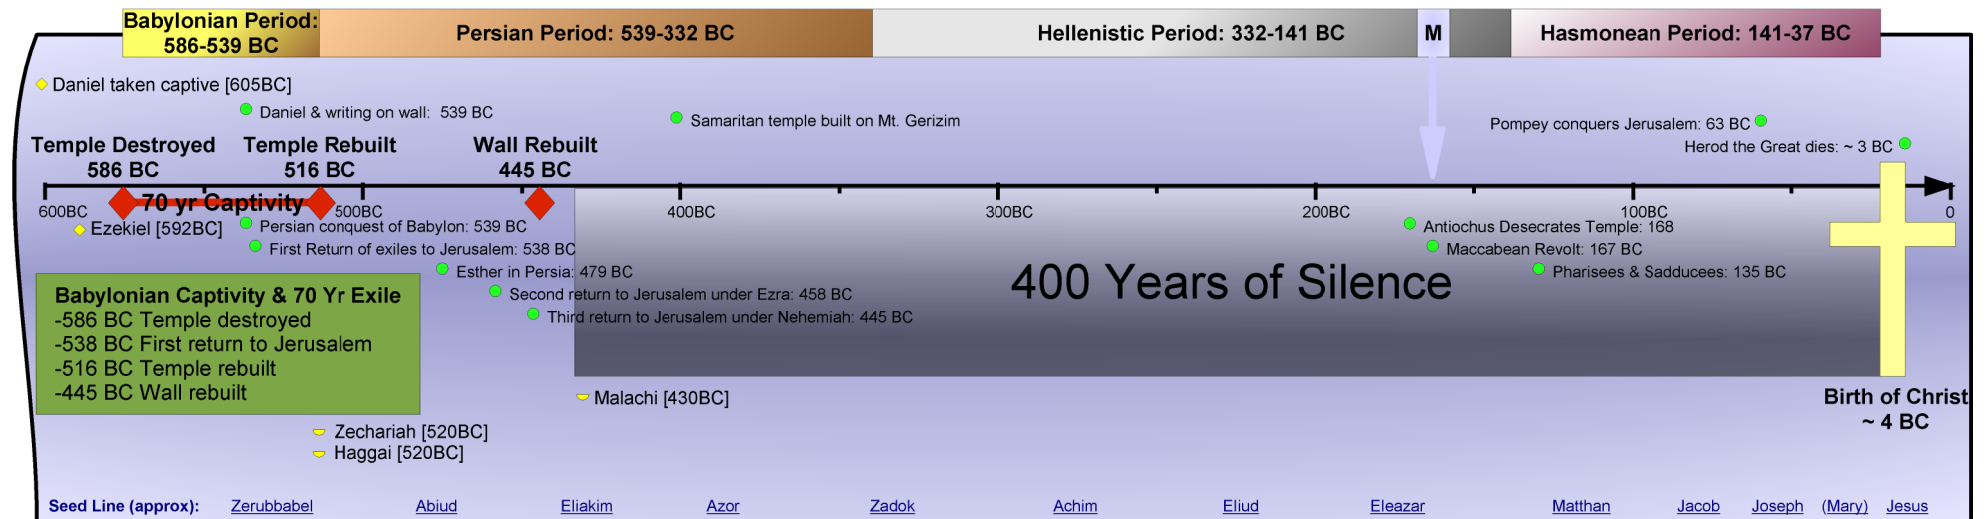 Babylonian Period:
586-539 BC
Persian Period: 539-332 BC
Hellenistic Period: 332-141 BC
M
Hasmonean Period: 141-37 BC
Daniel taken captive [605BC]
Daniel & writing on wall:  539 BC
Samaritan temple built on Mt. Gerizim
Pompey conquers Jerusalem: 63 BC
Herod the Great dies: ~ 3 BC
Temple Destroyed
586 BC
Temple Rebuilt
516 BC
Wall Rebuilt
445 BC
70 yr Captivity
600BC
500BC
400BC
300BC
200BC
100BC
0
Ezekiel [592BC]
Persian conquest of Babylon: 539 BC
First Return of exiles to Jerusalem: 538 BC
Esther in Persia: 479 BC
Second return to Jerusalem under Ezra: 458 BC
Third return to Jerusalem under Nehemiah: 445 BC
400 Years of Silence
Antiochus Desecrates Temple: 168
Maccabean Revolt: 167 BC
Pharisees & Sadducees: 135 BC
Babylonian Captivity & 70 Yr Exile
-586 BC Temple destroyed
-538 BC First return to Jerusalem
-516 BC Temple rebuilt
-445 BC Wall rebuilt
Malachi [430BC]
Birth of Christ
~ 4 BC
Zechariah [520BC]
Haggai [520BC]
Seed Line (approx): Zerubbabel Abiud Eliakim Azor Zadok Achim Eliud Eleazar Matthan Jacob Joseph (Mary) Jesus